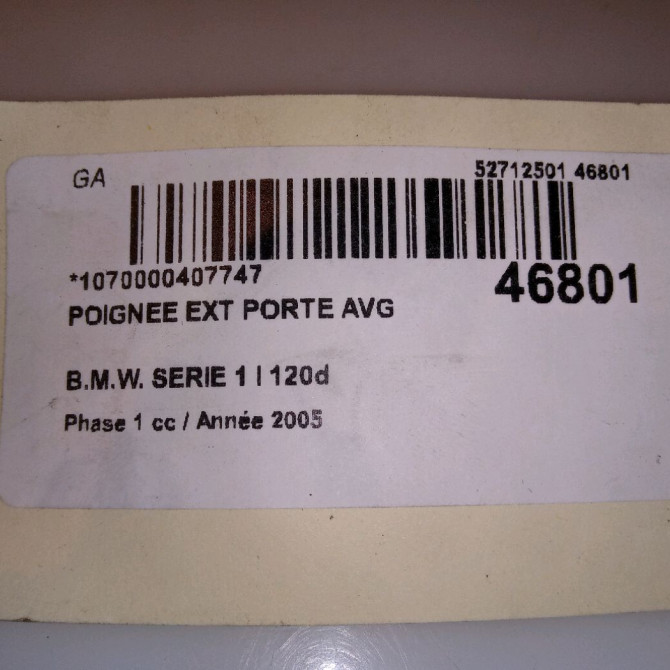 GA
52712501 46801
*1070000407747
46801
POIGNEE EXT PORTE AVG
B.M.W. SERIE 1 I 120d
Phase 1 cc / Année 2005